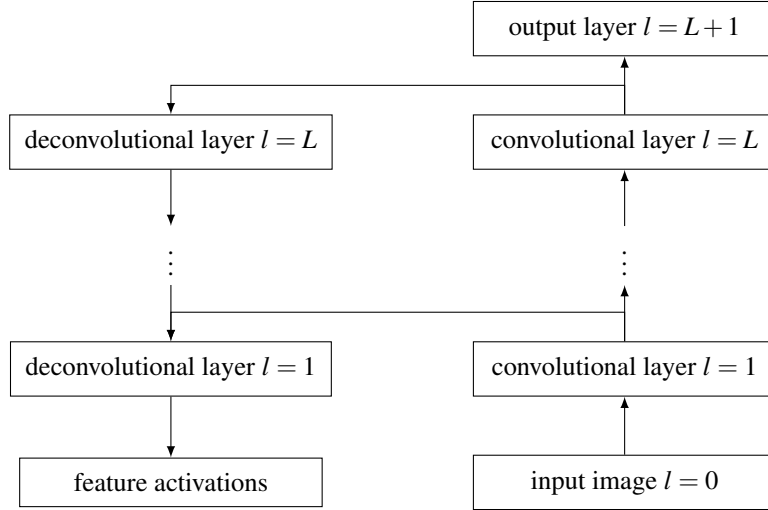 output layer l = L + 1
deconvolutional layer l = L
convolutional layer l = L
⋮
⋮
deconvolutional layer l = 1
convolutional layer l = 1
feature activations
input image l = 0